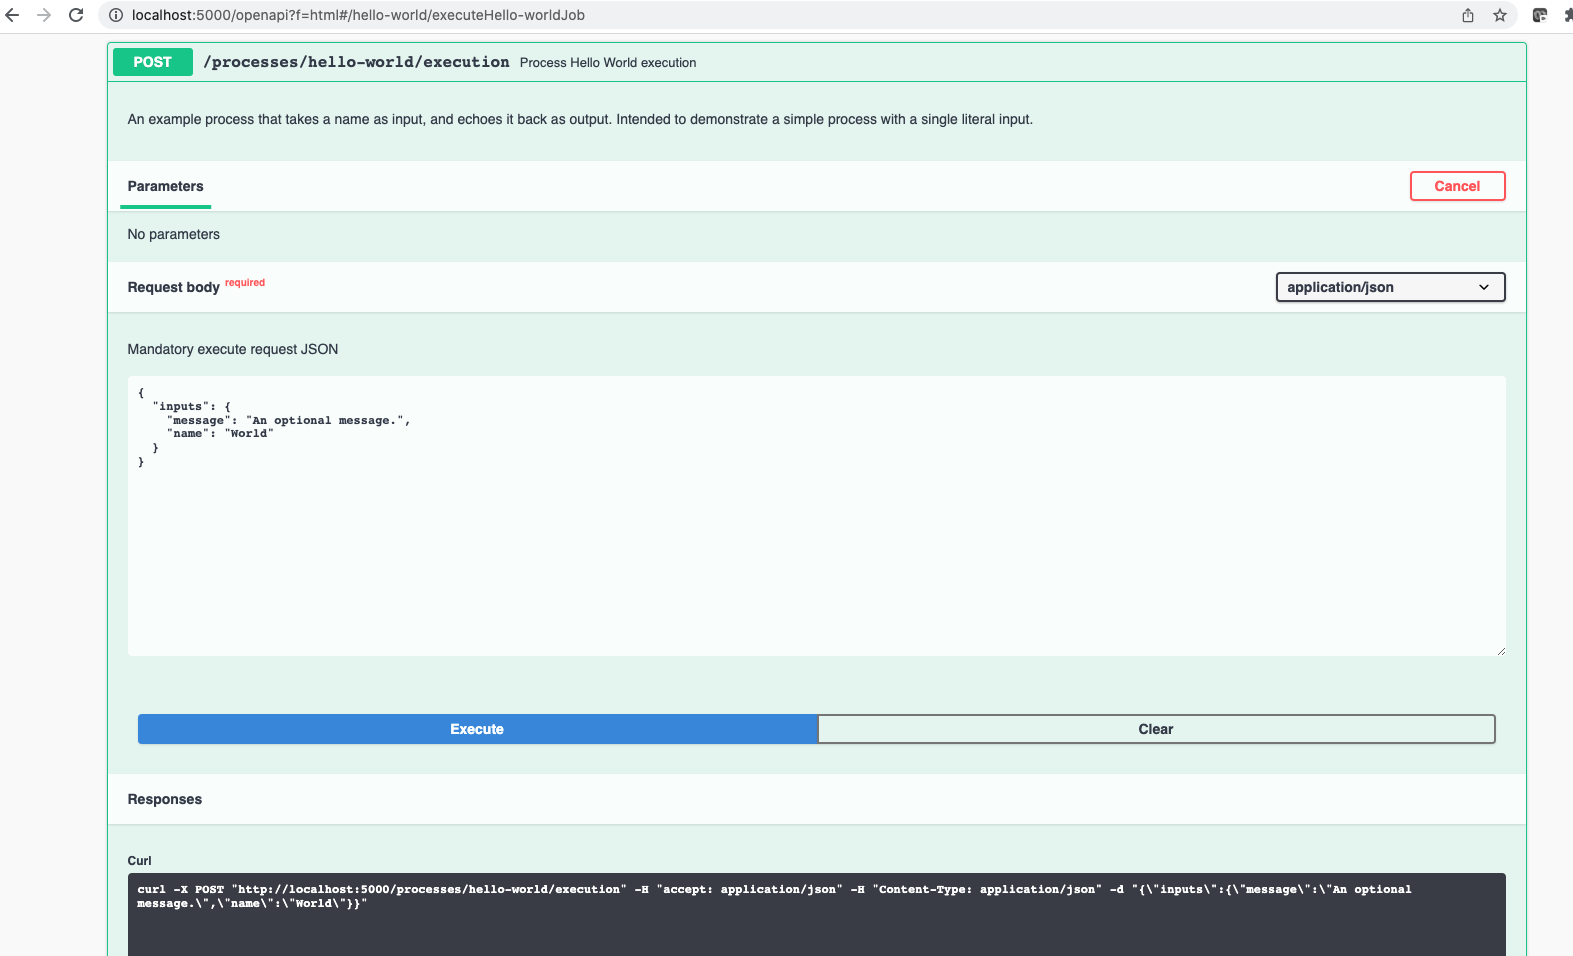 localhost:5000/openapi?f=html#/hello-world/executeHello-worldJob
POST /processes/hello-world/execution Process Hello World execution
An example process that takes a name as input, and echoes it back as output. Intended to demonstrate a simple process with a single literal input.
Parameters Cancel
No parameters
Request body required application/json
Mandatory execute request JSON
{
  "inputs": {
    "message": "An optional message.",
    "name": "World"
  }
}
Execute Clear
Responses
Curl
curl -X POST "http://localhost:5000/processes/hello-world/execution" -H "accept: application/json" -H "Content-Type: application/json" -d "{\"inputs\":{\"message\":\"An optional
message.\",\"name\":\"World\"}}"